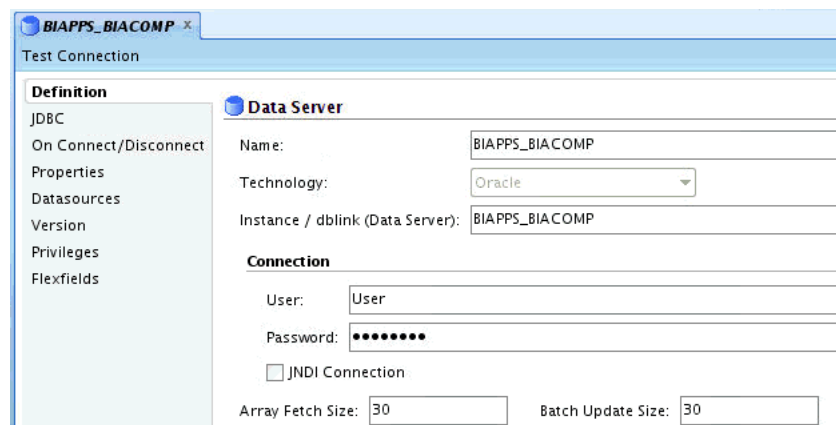 BIAPPS_BIACOMP x
Test Connection
Definition
JDBC
On Connect/Disconnect
Properties
Datasources
Version
Privileges
Flexfields
Data Server
Name: BIAPPS_BIACOMP
Technology: Oracle
Instance / dblink (Data Server): BIAPPS_BIACOMP
Connection
User: User
Password: ●●●●●●●●
JNDI Connection
Array Fetch Size: 30 Batch Update Size: 30